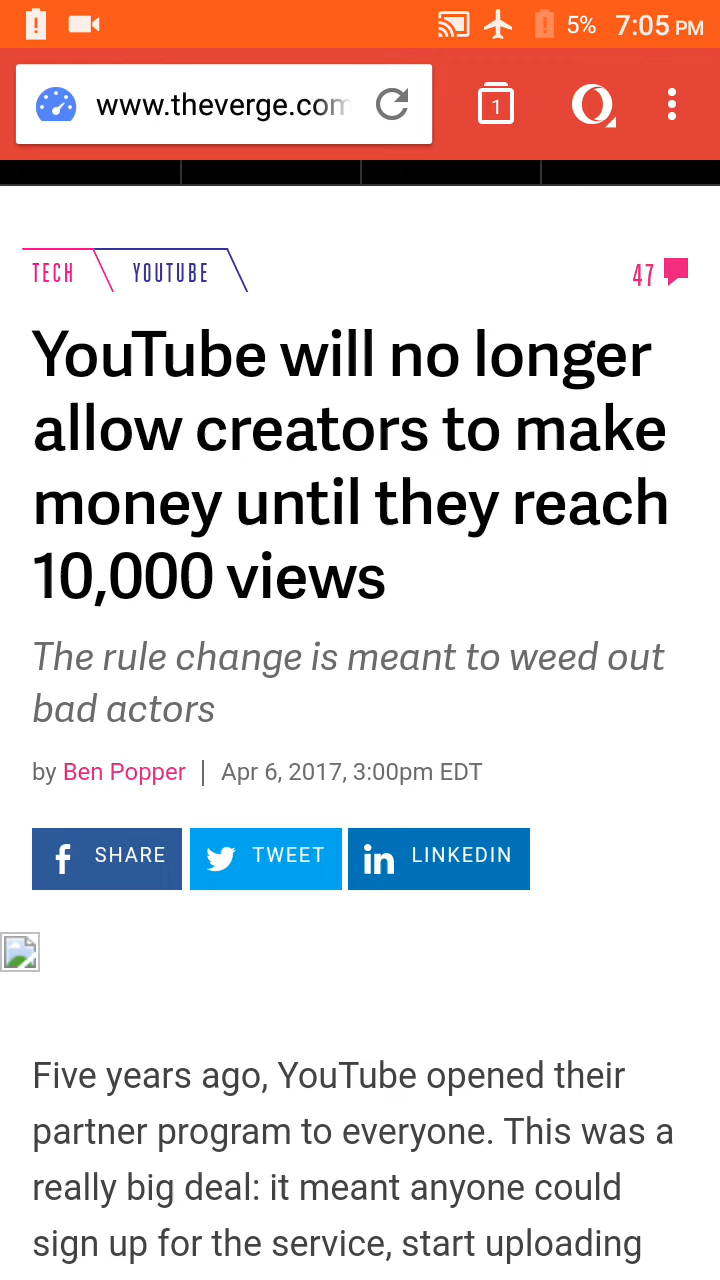 5% 7:05 PM
www.theverge.com
1
TECH YOUTUBE 47
YouTube will no longer
allow creators to make
money until they reach
10,000 views
The rule change is meant to weed out
bad actors
by Ben Popper | Apr 6, 2017, 3:00pm EDT
SHARE TWEET LINKEDIN
Five years ago, YouTube opened their
partner program to everyone. This was a
really big deal: it meant anyone could
sign up for the service, start uploading